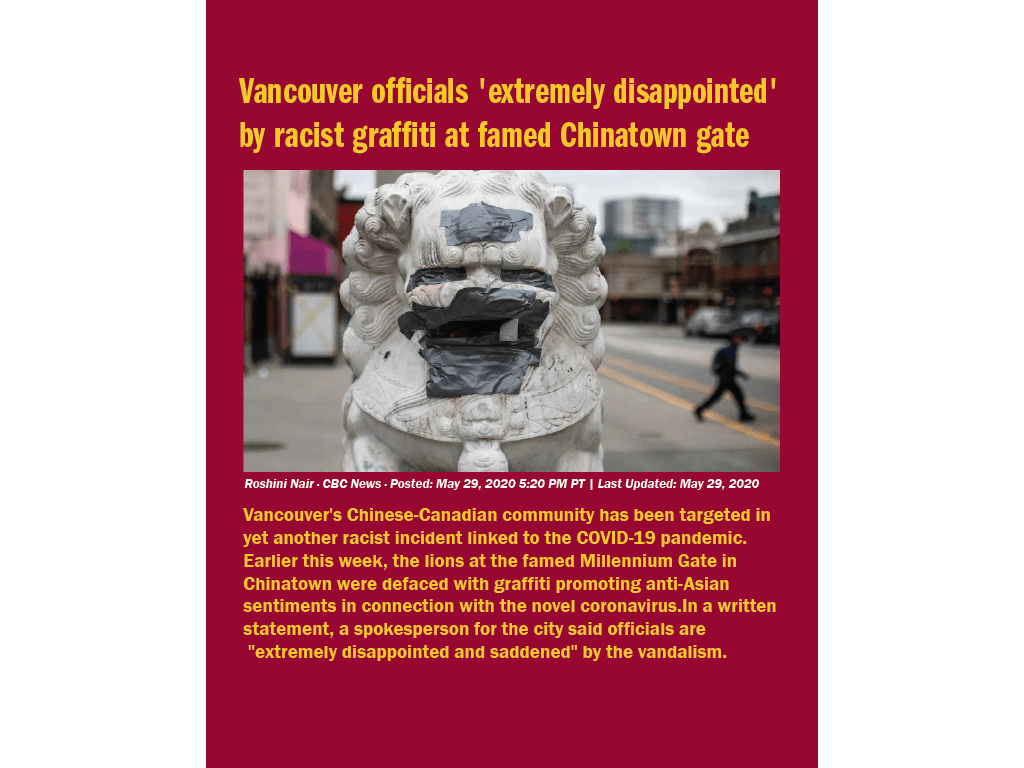 Vancouver officials 'extremely disappointed'
by racist graffiti at famed Chinatown gate
Roshini Nair · CBC News · Posted: May 29, 2020 5:20 PM PT | Last Updated: May 29, 2020
Vancouver's Chinese-Canadian community has been targeted in
yet another racist incident linked to the COVID-19 pandemic.
Earlier this week, the lions at the famed Millennium Gate in
Chinatown were defaced with graffiti promoting anti-Asian
sentiments in connection with the novel coronavirus.In a written
statement, a spokesperson for the city said officials are
"extremely disappointed and saddened" by the vandalism.